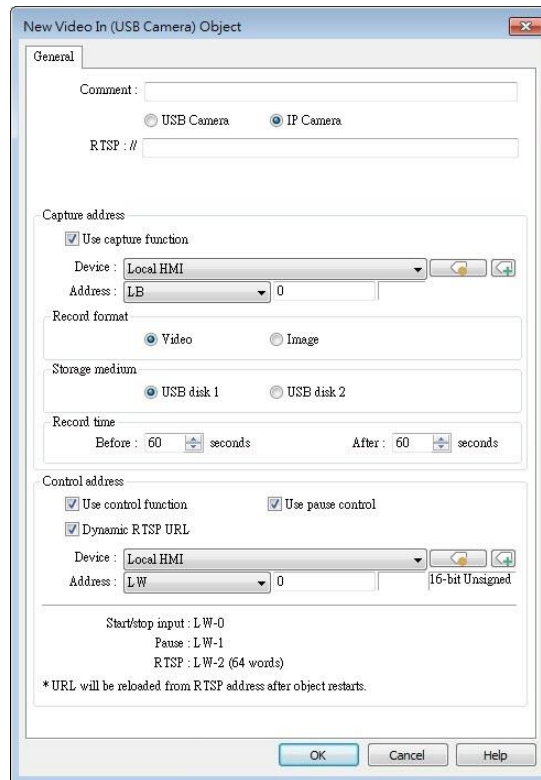 New Video In (USB Camera) Object
General
Comment :
USB Camera IP Camera
RTSP : //
Capture address
Use capture function
Device : Local HMI
Address : LB 0
Record format
Video Image
Storage medium
USB disk 1 USB disk 2
Record time
Before : 60 seconds After : 60 seconds
Control address
Use control function Use pause control
Dynamic RTSP URL
Device : Local HMI
Address : LW 0 16-bit Unsigned
Start/stop input : LW-0
Pause : LW-1
RTSP : LW-2 (64 words)
* URL will be reloaded from RTSP address after object restarts.
OK Cancel Help